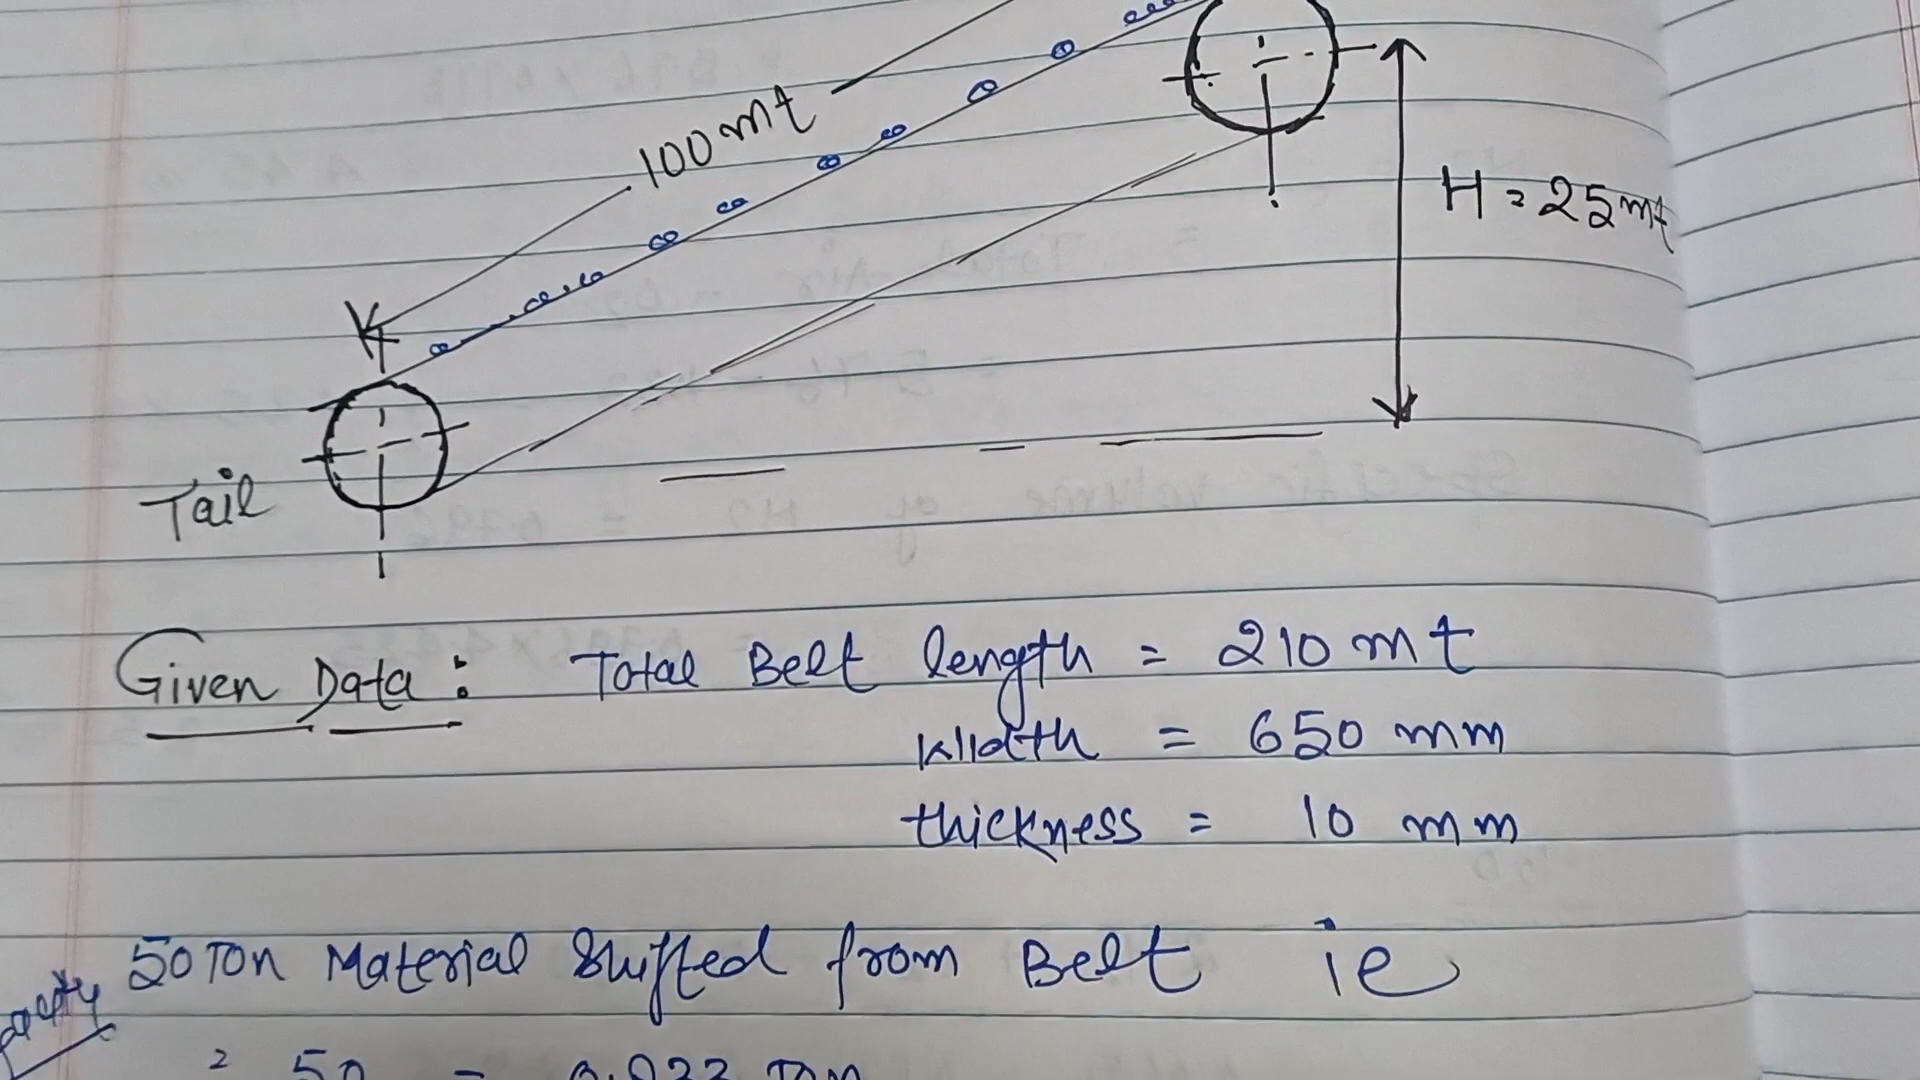 100 mt
H = 25 mt
Tail
Given Data : Total Belt length = 210 mt
Width = 650 mm
thickness = 10 mm
50 Ton Material Shifted from Belt ie
= 50 =